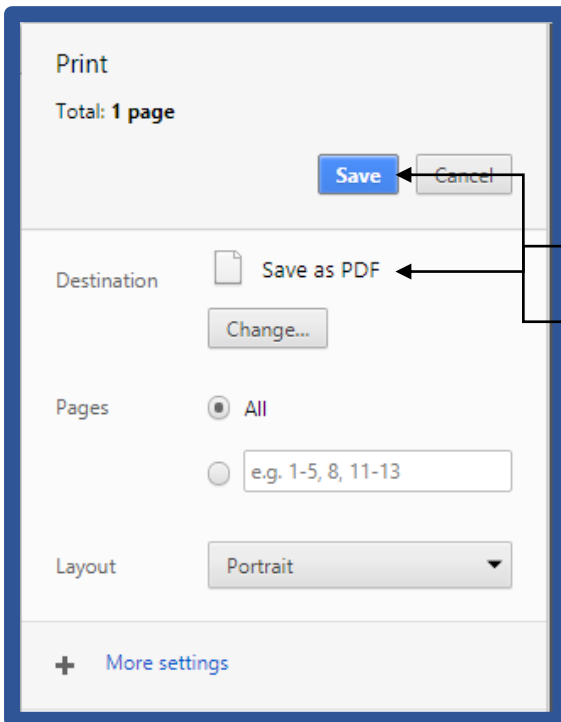 Print
Total: 1 page
Save Cancel
Destination Save as PDF
Change...
Pages All
e.g. 1-5, 8, 11-13
Layout Portrait
More settings